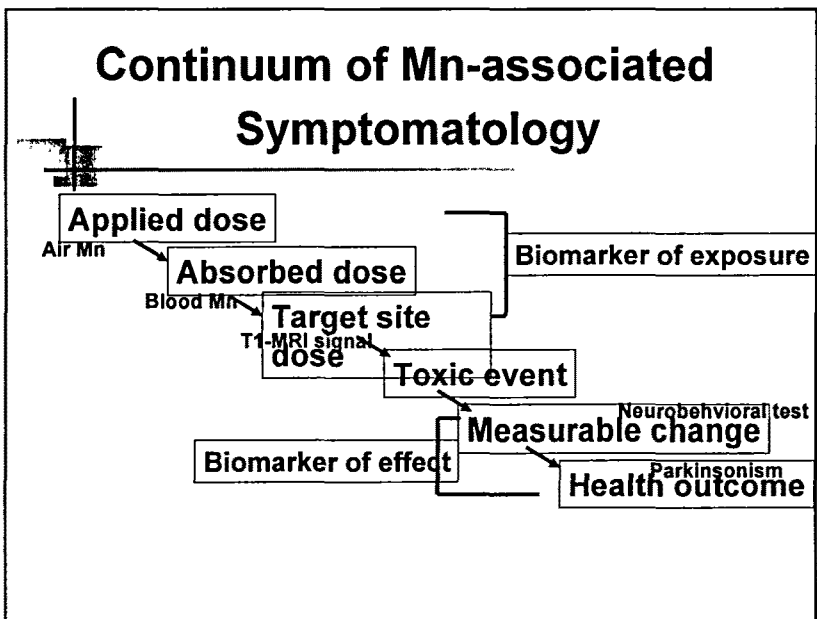 Continuum of Mn-associated
Symptomatology
Applied dose
Air Mn
Biomarker of exposure
Absorbed dose
Blood Mn
Target site
T1-MRI signal
dose
Toxic event
Neurobehvioral test
Measurable change
Biomarker of effect
Parkinsonism
Health outcome